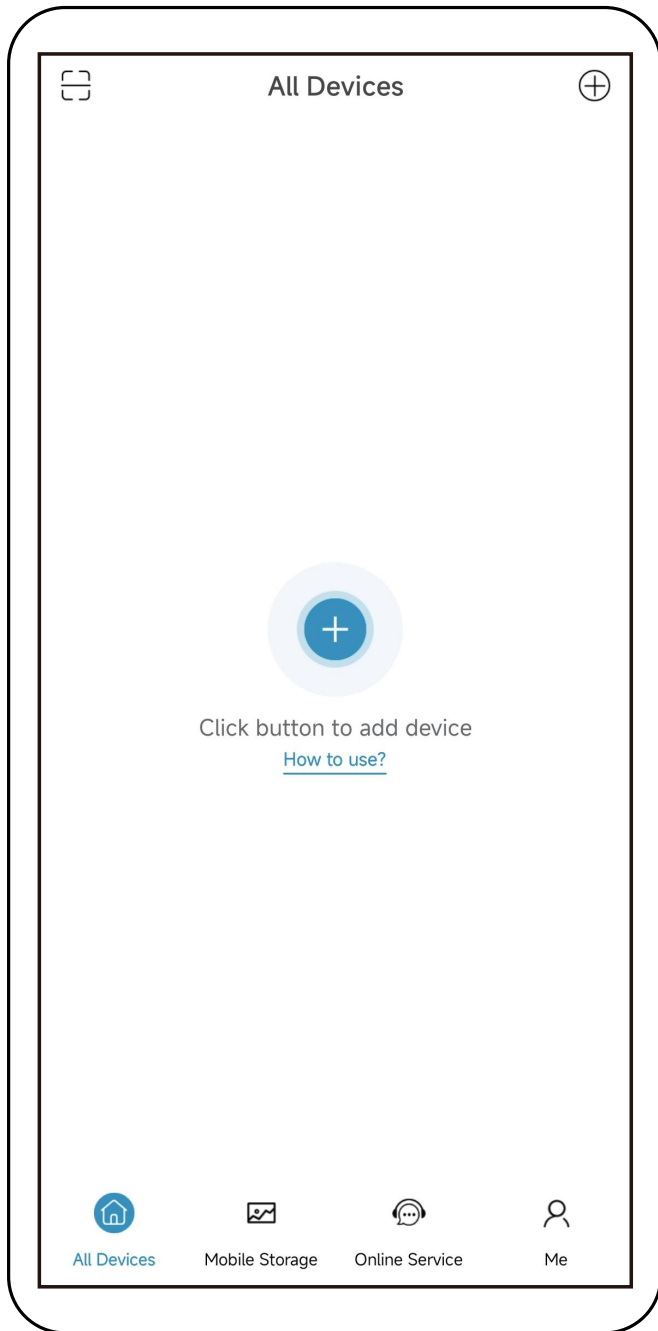 All Devices
Click button to add device
How to use?
All Devices
Mobile Storage
Online Service
Me